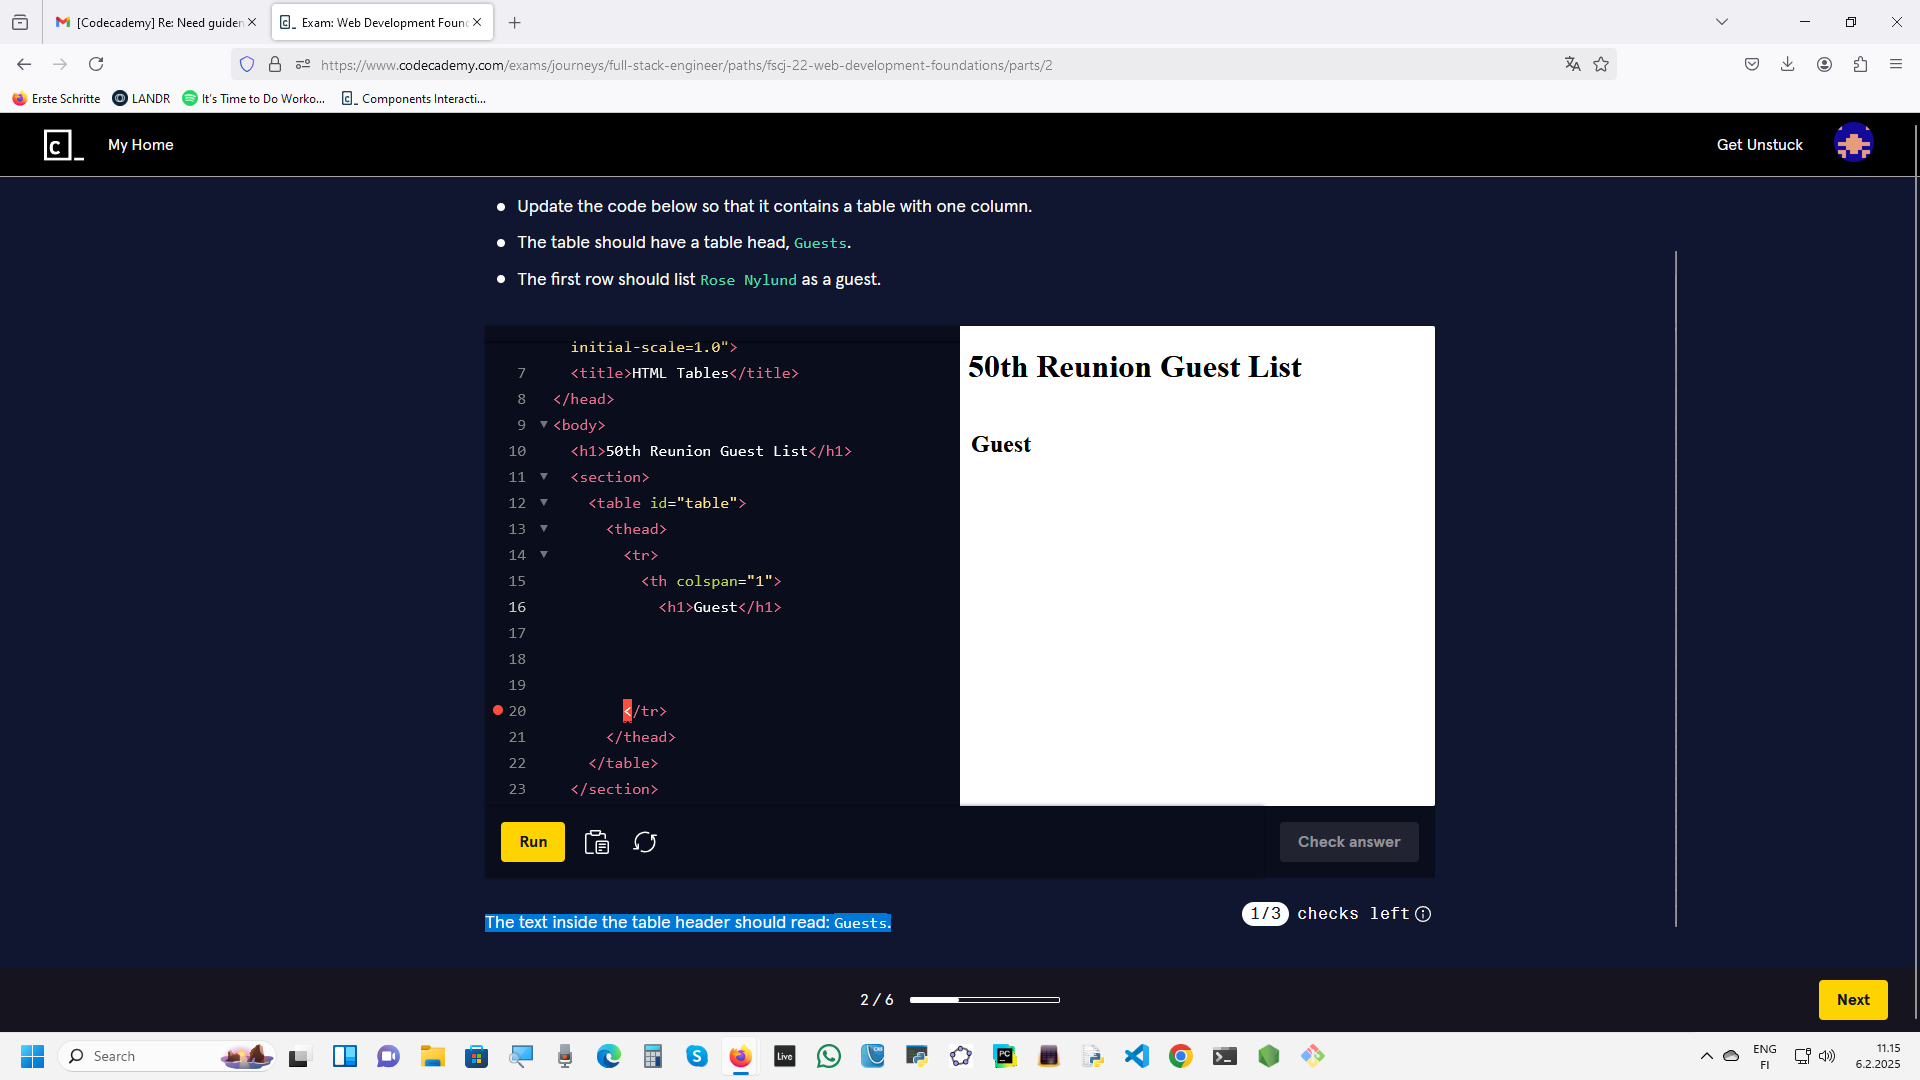 [Codecademy] Re: Need guiden
Exam: Web Development Foun
https://www.codecademy.com/exams/journeys/full-stack-engineer/paths/fscj-22-web-development-foundations/parts/2
Erste Schritte
LANDR
It's Time to Do Worko...
Components Interacti...
My Home
Get Unstuck
Update the code below so that it contains a table with one column.
The table should have a table head, Guests.
The first row should list Rose Nylund as a guest.
initial-scale=1.0">
7 <title>HTML Tables</title>
8 </head>
9 <body>
10 <h1>50th Reunion Guest List</h1>
11 <section>
12 <table id="table">
13 <thead>
14 <tr>
15 <th colspan="1">
16 <h1>Guest</h1>
17
18
19
20 </tr>
21 </thead>
22 </table>
23 </section>
50th Reunion Guest List
Guest
Run
Check answer
The text inside the table header should read: Guests.
1/3 checks left
2 / 6
Next
Search
Live
PC
ENG
FI
11.15
6.2.2025